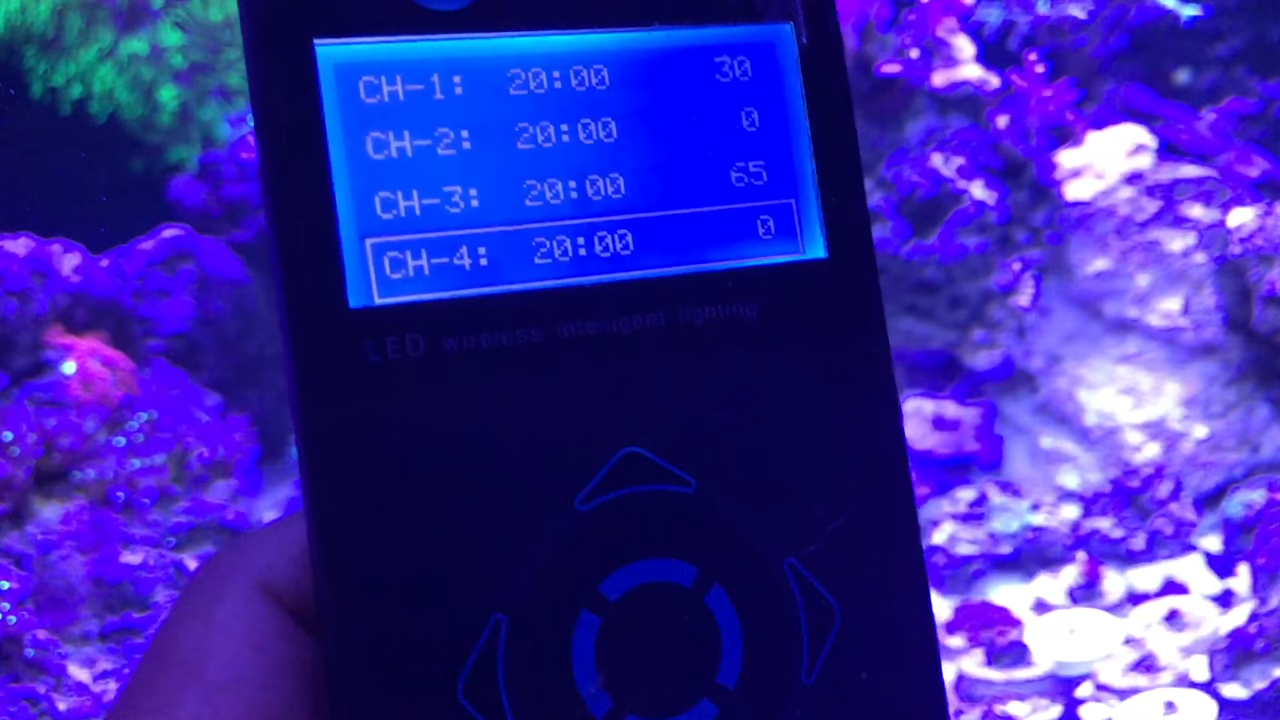 CH-1: 20:00 30
CH-2: 20:00 0
CH-3: 20:00 65
CH-4: 20:00 0
LED wireless intelligent lighting